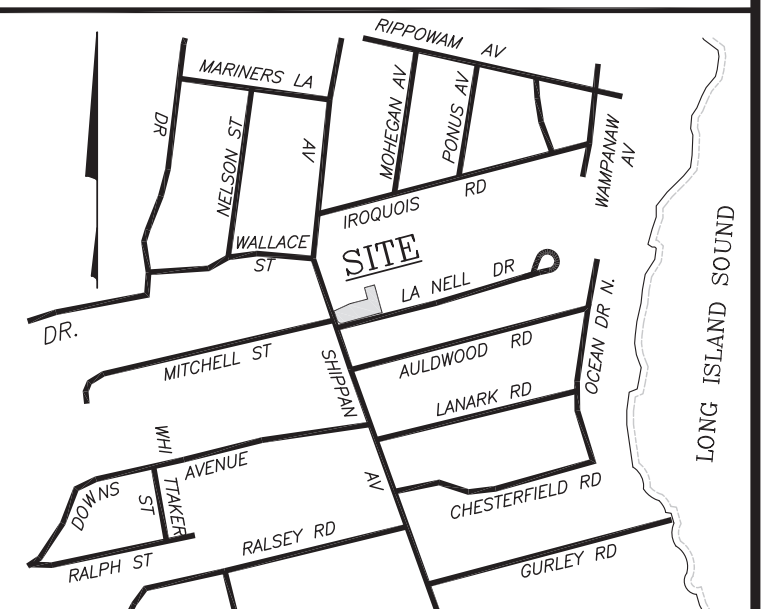 RIPPOWAM AV
MARINERS LA
DR
NELSON ST
AV
MOHEGAN AV
PONUS AV
WAMPANAW
AV
IROQUOIS RD
WALLACE
ST
SITE
LA NELL DR
DR.
MITCHELL ST
SHIPPAN
AV
AULDWOOD RD
OCEAN DR N.
LONG ISLAND SOUND
LANARK RD
WHI
TTAKER
ST
DOWNS
AVENUE
CHESTERFIELD RD
RALPH ST
RALSEY RD
GURLEY RD